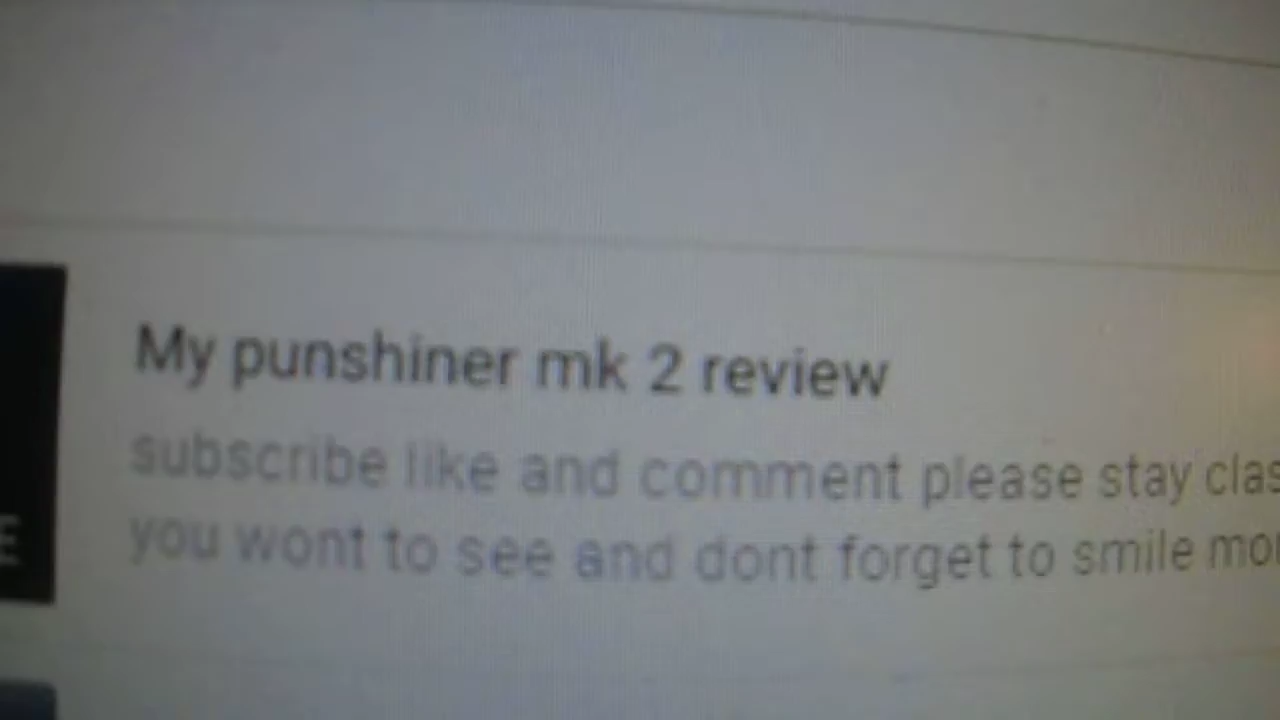 My punshiner mk 2 review
subscribe like and comment please stay clas
you wont to see and dont forget to smile mo
E